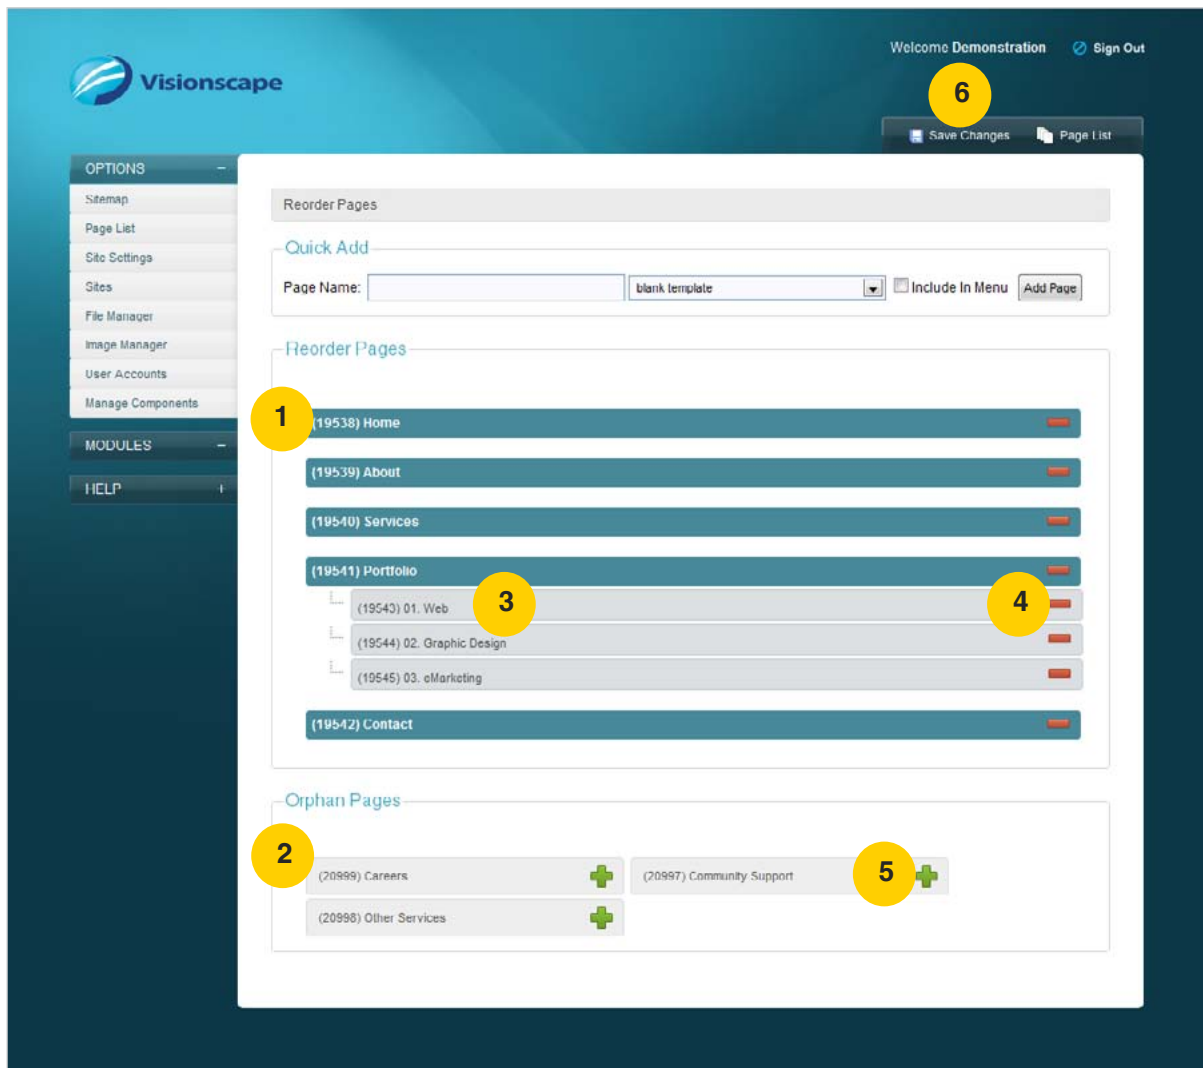 Welcome Demonstration Sign Out
Visionscape
6
Save Changes Page List
OPTIONS –
Sitemap
Page List
Site Settings
Sites
File Manager
Image Manager
User Accounts
Manage Components
MODULES –
HELP +
Reorder Pages
Quick Add
Page Name: blank template Include In Menu Add Page
Reorder Pages
1
(19538) Home
(19539) About
(19540) Services
(19541) Portfolio
(19543) 01. Web 3 4
(19544) 02. Graphic Design
(19545) 03. eMarketing
(19542) Contact
Orphan Pages
2
(20999) Careers (20997) Community Support 5
(20998) Other Services